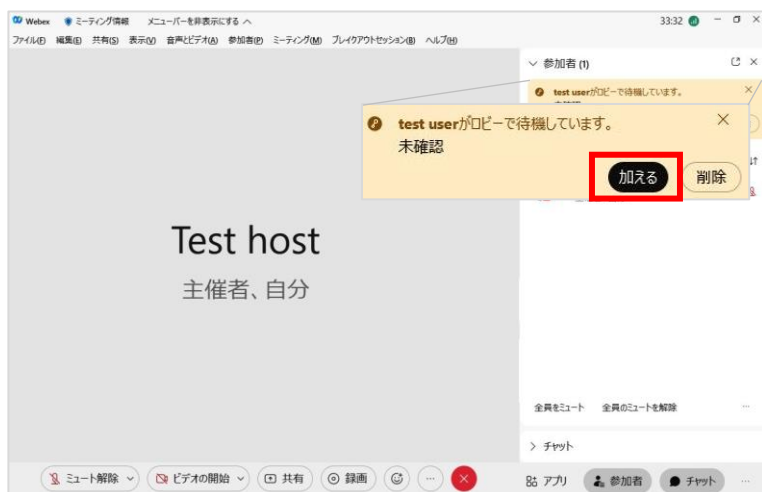 Webex ミーティング情報 メニューバーを非表示にする 33:32
ファイル(F) 編集(E) 共有(S) 表示(V) 音声とビデオ(A) 参加者(P) ミーティング(M) ブレイクアウトセッション(B) ヘルプ(H)
参加者 (1)
test userがロビーで待機しています。
test userがロビーで待機しています。
未確認
加える 削除
Test host
主催者、自分
全員をミュート 全員のミュートを解除 ...
チャット
ミュート解除 ビデオの開始 共有 録画 ... アプリ 参加者 チャット ...